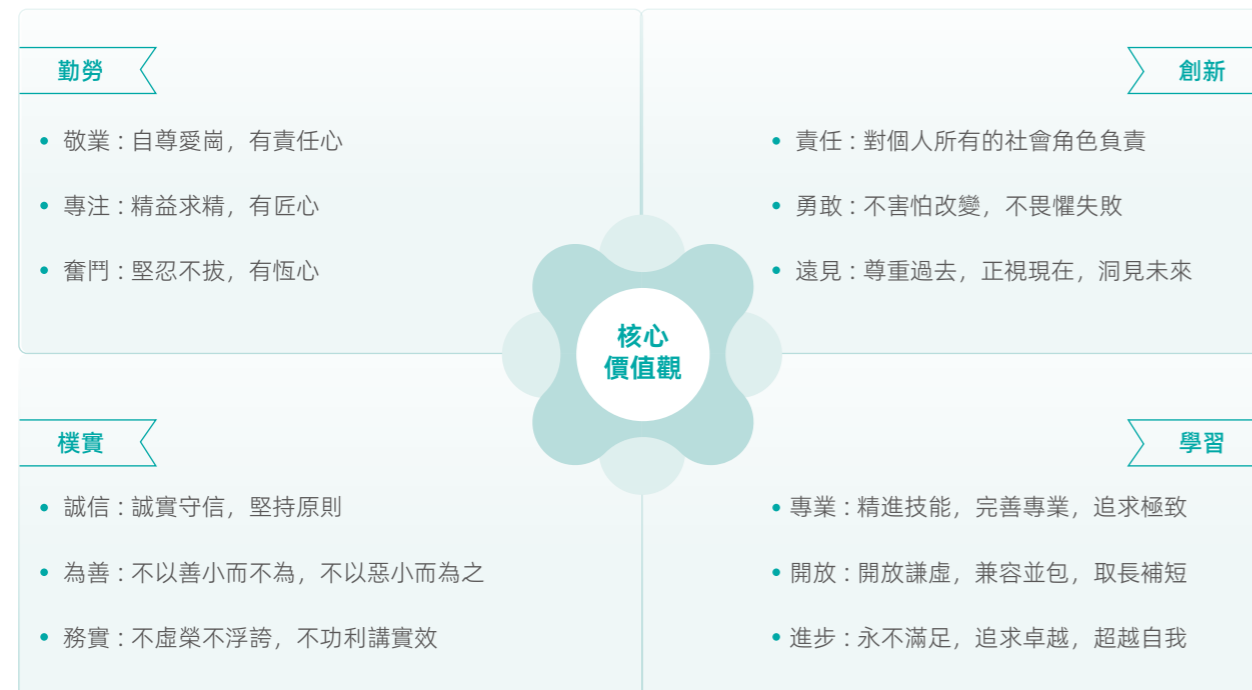 勤勞
敬業 : 自尊愛崗，有責任心
專注 : 精益求精，有匠心
奮鬥 : 堅忍不拔，有恆心
創新
責任 : 對個人所有的社會角色負責
勇敢 : 不害怕改變，不畏懼失敗
遠見 : 尊重過去，正視現在，洞見未來
核心
價值觀
樸實
誠信 : 誠實守信，堅持原則
為善 : 不以善小而不為，不以惡小而為之
務實 : 不虛榮不浮誇，不功利講實效
學習
專業 : 精進技能，完善專業，追求極致
開放 : 開放謙虛，兼容並包，取長補短
進步 : 永不滿足，追求卓越，超越自我